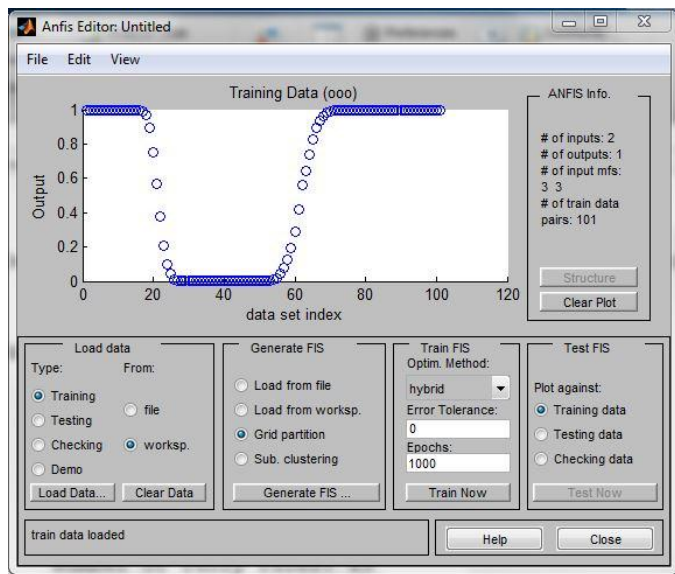 Anfis Editor: Untitled
File Edit View
Training Data (ooo)
1
0.8
0.6
0.4
0.2
0
Output
0 20 40 60 80 100 120
data set index
ANFIS Info.
# of inputs: 2
# of outputs: 1
# of input mfs:
3 3
# of train data
pairs: 101
Structure
Clear Plot
Load data
Type: From:
Training
Testing
Checking
Demo
file
worksp.
Load Data...
Clear Data
Generate FIS
Load from file
Load from worksp.
Grid partition
Sub. clustering
Generate FIS ...
Train FIS
Optim. Method:
hybrid
Error Tolerance:
0
Epochs:
1000
Train Now
Test FIS
Plot against:
Training data
Testing data
Checking data
Test Now
train data loaded
Help
Close